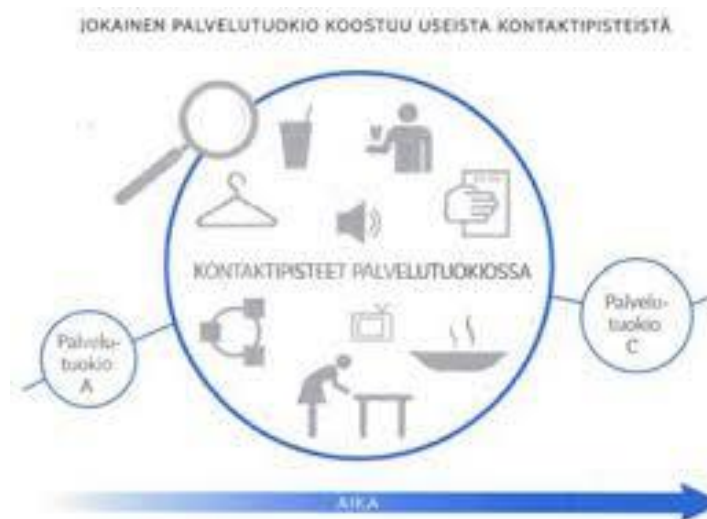 JOKAINEN PALVELUTUOKIO KOOSTUU USEISTA KONTAKTIPISTEISTÄ
KONTAKTIPISTEET PALVELUTUOKIOSSA
Palvelu-
tuokio
A
Palvelu-
tuokio
C
AIKA